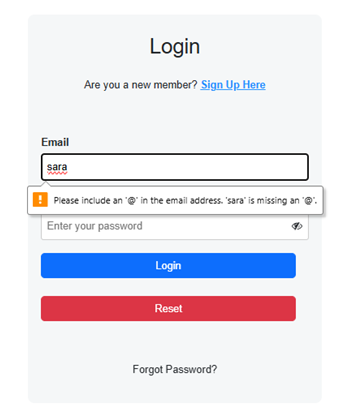 Login
Are you a new member? Sign Up Here
Email
sara
Please include an '@' in the email address. 'sara' is missing an '@'.
Enter your password
Login
Reset
Forgot Password?